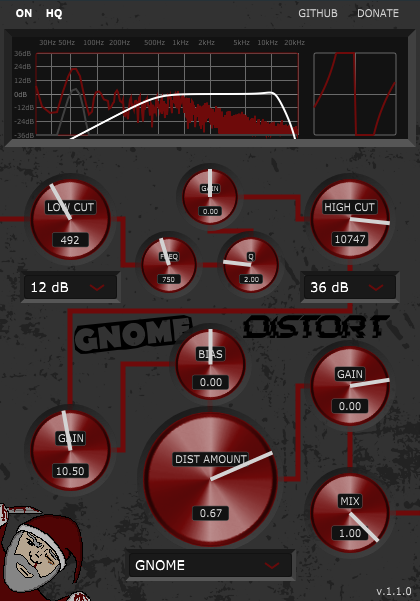 ON HQ GITHUB DONATE
30Hz 50Hz 100Hz 200Hz 500Hz 1kHz 2kHz 5kHz 10kHz 20kHz
36dB
24dB
12dB
0dB
-12dB
-24dB
-36dB
GAIN
0.00
LOW CUT
492
HIGH CUT
10747
FREQ
750
Q
2.00
12 dB
36 dB
GNOME DISTORT
BIAS
0.00
GAIN
0.00
GAIN
10.50
DIST AMOUNT
0.67
MIX
1.00
GNOME
v.1.1.0